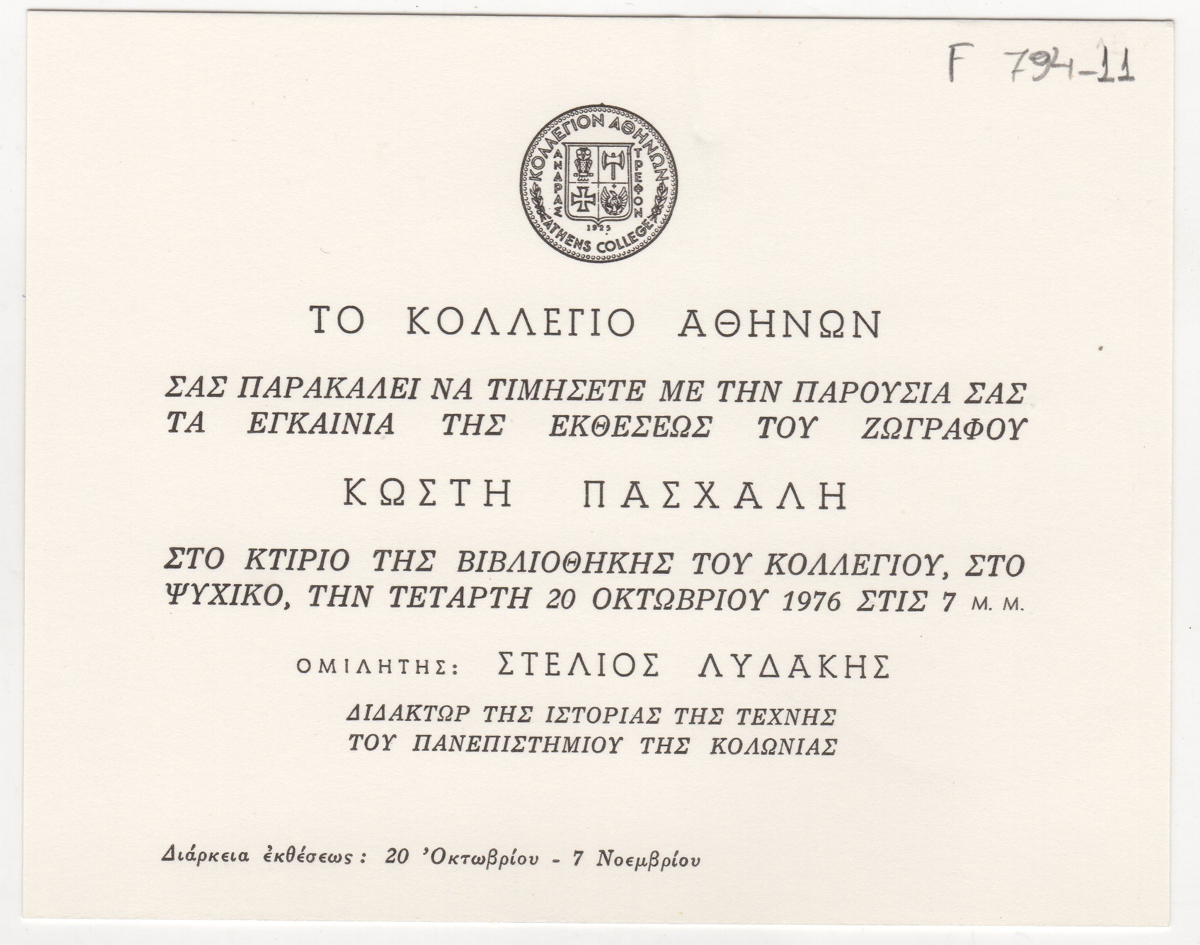 F 794-11
ΚΟΛΛΕΓΙΟΝ ΑΘΗΝΩΝ
ΑΝΔΡΑΣ ΤΡΕΦΟΝ
1925
ATHENS COLLEGE
ΤΟ ΚΟΛΛΕΓΙΟ ΑΘΗΝΩΝ
ΣΑΣ ΠΑΡΑΚΑΛΕΙ ΝΑ ΤΙΜΗΣΕΤΕ ΜΕ ΤΗΝ ΠΑΡΟΥΣΙΑ ΣΑΣ
ΤΑ ΕΓΚΑΙΝΙΑ ΤΗΣ ΕΚΘΕΣΕΩΣ ΤΟΥ ΖΩΓΡΑΦΟΥ
ΚΩΣΤΗ ΠΑΣΧΑΛΗ
ΣΤΟ ΚΤΙΡΙΟ ΤΗΣ ΒΙΒΛΙΟΘΗΚΗΣ ΤΟΥ ΚΟΛΛΕΓΙΟΥ, ΣΤΟ
ΨΥΧΙΚΟ, ΤΗΝ ΤΕΤΑΡΤΗ 20 ΟΚΤΩΒΡΙΟΥ 1976 ΣΤΙΣ 7 Μ. Μ.
ΟΜΙΛΗΤΗΣ: ΣΤΕΛΙΟΣ ΛΥΔΑΚΗΣ
ΔΙΔΑΚΤΩΡ ΤΗΣ ΙΣΤΟΡΙΑΣ ΤΗΣ ΤΕΧΝΗΣ
ΤΟΥ ΠΑΝΕΠΙΣΤΗΜΙΟΥ ΤΗΣ ΚΟΛΩΝΙΑΣ
Διάρκεια ἐκθέσεως: 20 Ὀκτωβρίου - 7 Νοεμβρίου